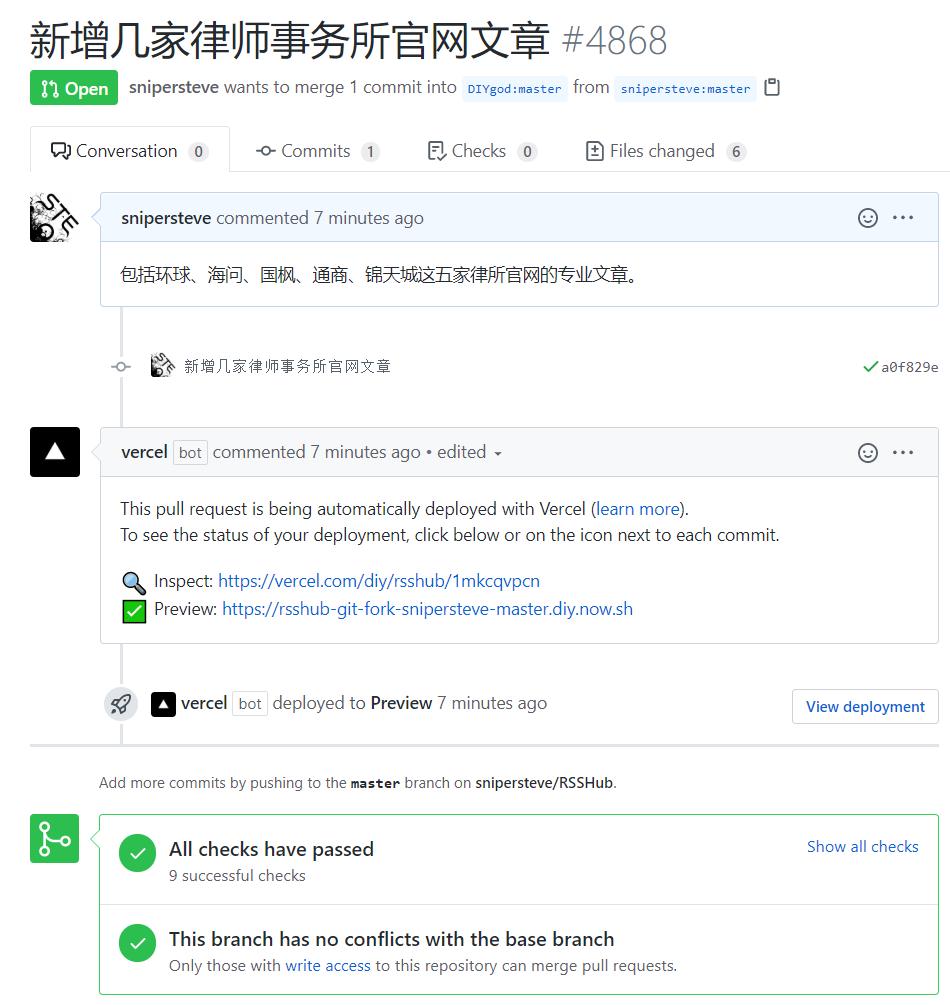 新增几家律师事务所官网文章 #4868
Open snipersteve wants to merge 1 commit into DIYgod:master from snipersteve:master
Conversation 0 Commits 1 Checks 0 Files changed 6
snipersteve commented 7 minutes ago
包括环球、海问、国枫、通商、锦天城这五家律所官网的专业文章。
新增几家律师事务所官网文章 a0f829e
vercel bot commented 7 minutes ago • edited
This pull request is being automatically deployed with Vercel (learn more).
To see the status of your deployment, click below or on the icon next to each commit.
🔍 Inspect: https://vercel.com/diy/rsshub/1mkcqvpcn
✅ Preview: https://rsshub-git-fork-snipersteve-master.diy.now.sh
vercel bot deployed to Preview 7 minutes ago View deployment
Add more commits by pushing to the master branch on snipersteve/RSSHub.
All checks have passed Show all checks
9 successful checks
This branch has no conflicts with the base branch
Only those with write access to this repository can merge pull requests.